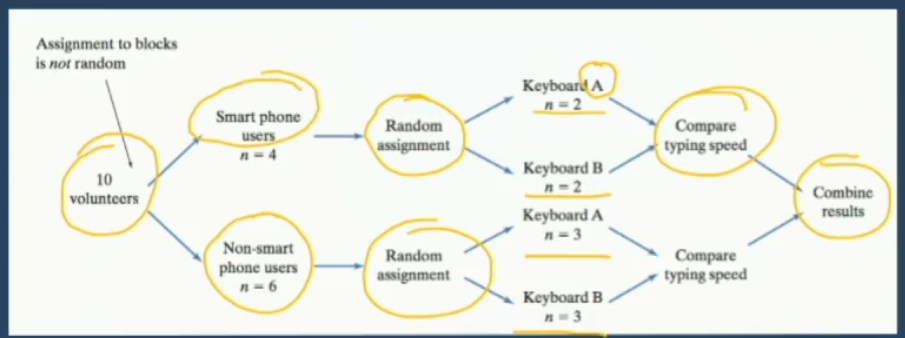 Assignment to blocks
is not random
10
volunteers
Smart phone
users
n = 4
Random
assignment
Keyboard A
n = 2
Keyboard B
n = 2
Compare
typing speed
Non-smart
phone users
n = 6
Random
assignment
Keyboard A
n = 3
Keyboard B
n = 3
Compare
typing speed
Combine
results